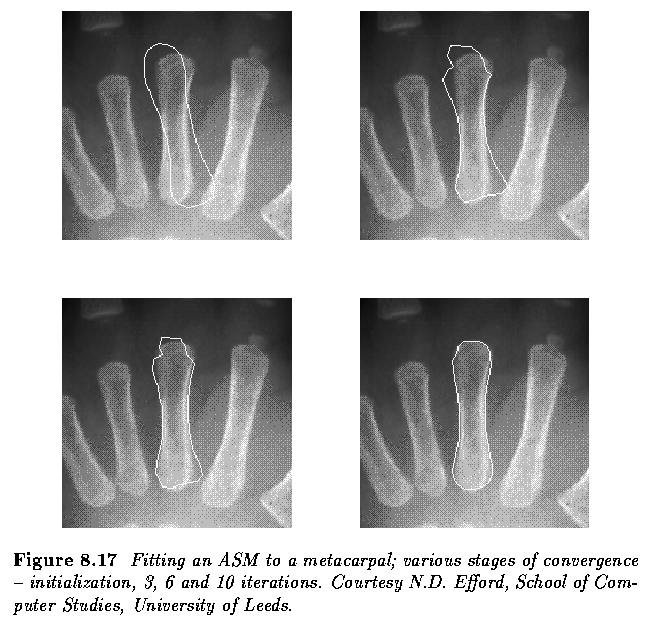 Figure 8.17 Fitting an ASM to a metacarpal; various stages of convergence
– initialization, 3, 6 and 10 iterations. Courtesy N.D. Efford, School of Com-
puter Studies, University of Leeds.